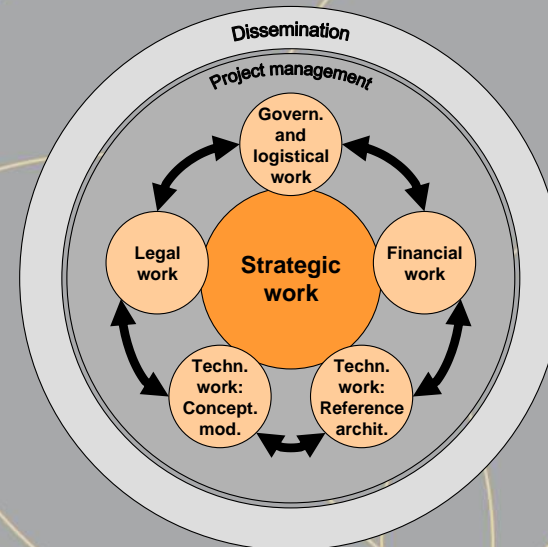 Dissemination
Project management
Govern.
and
logistical
work
Legal
work
Strategic
work
Financial
work
Techn.
work:
Concept.
mod.
Techn.
work:
Reference
archit.